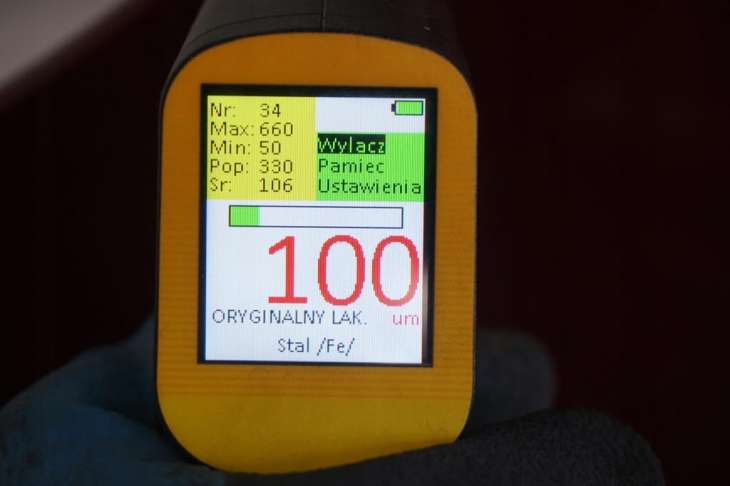 Nr: 34
Max: 660
Min: 50
Pop: 330
Sr: 106
Wylacz
Pamiec
Ustawienia
100
ORYGINALNY LAK. um
Stal /Fe/